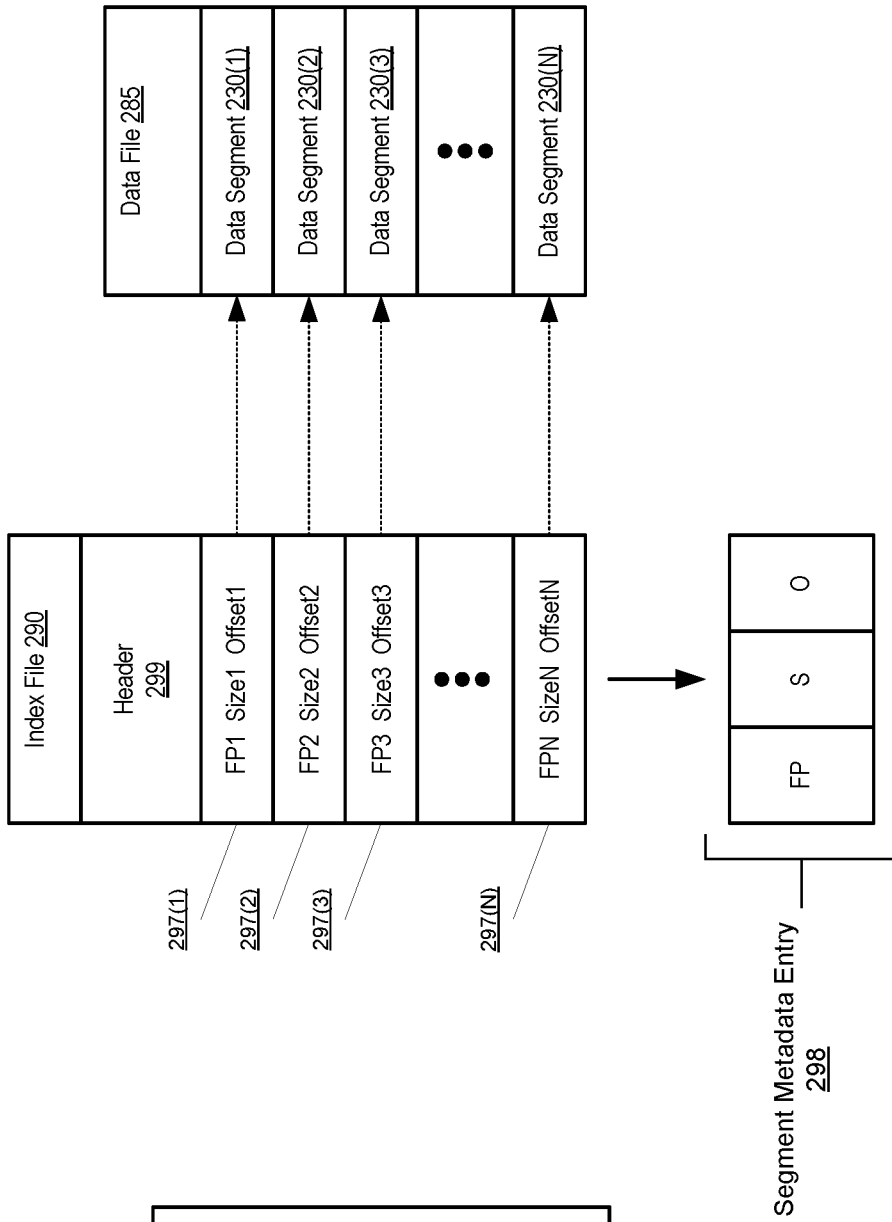 Index File 290
Header
299
297(1)
FP1 Size1 Offset1
297(2)
FP2 Size2 Offset2
297(3)
FP3 Size3 Offset3
297(N)
FPN SizeN OffsetN
Data File 285
Data Segment 230(1)
Data Segment 230(2)
Data Segment 230(3)
Data Segment 230(N)
Segment Metadata Entry
298
FP
S
O